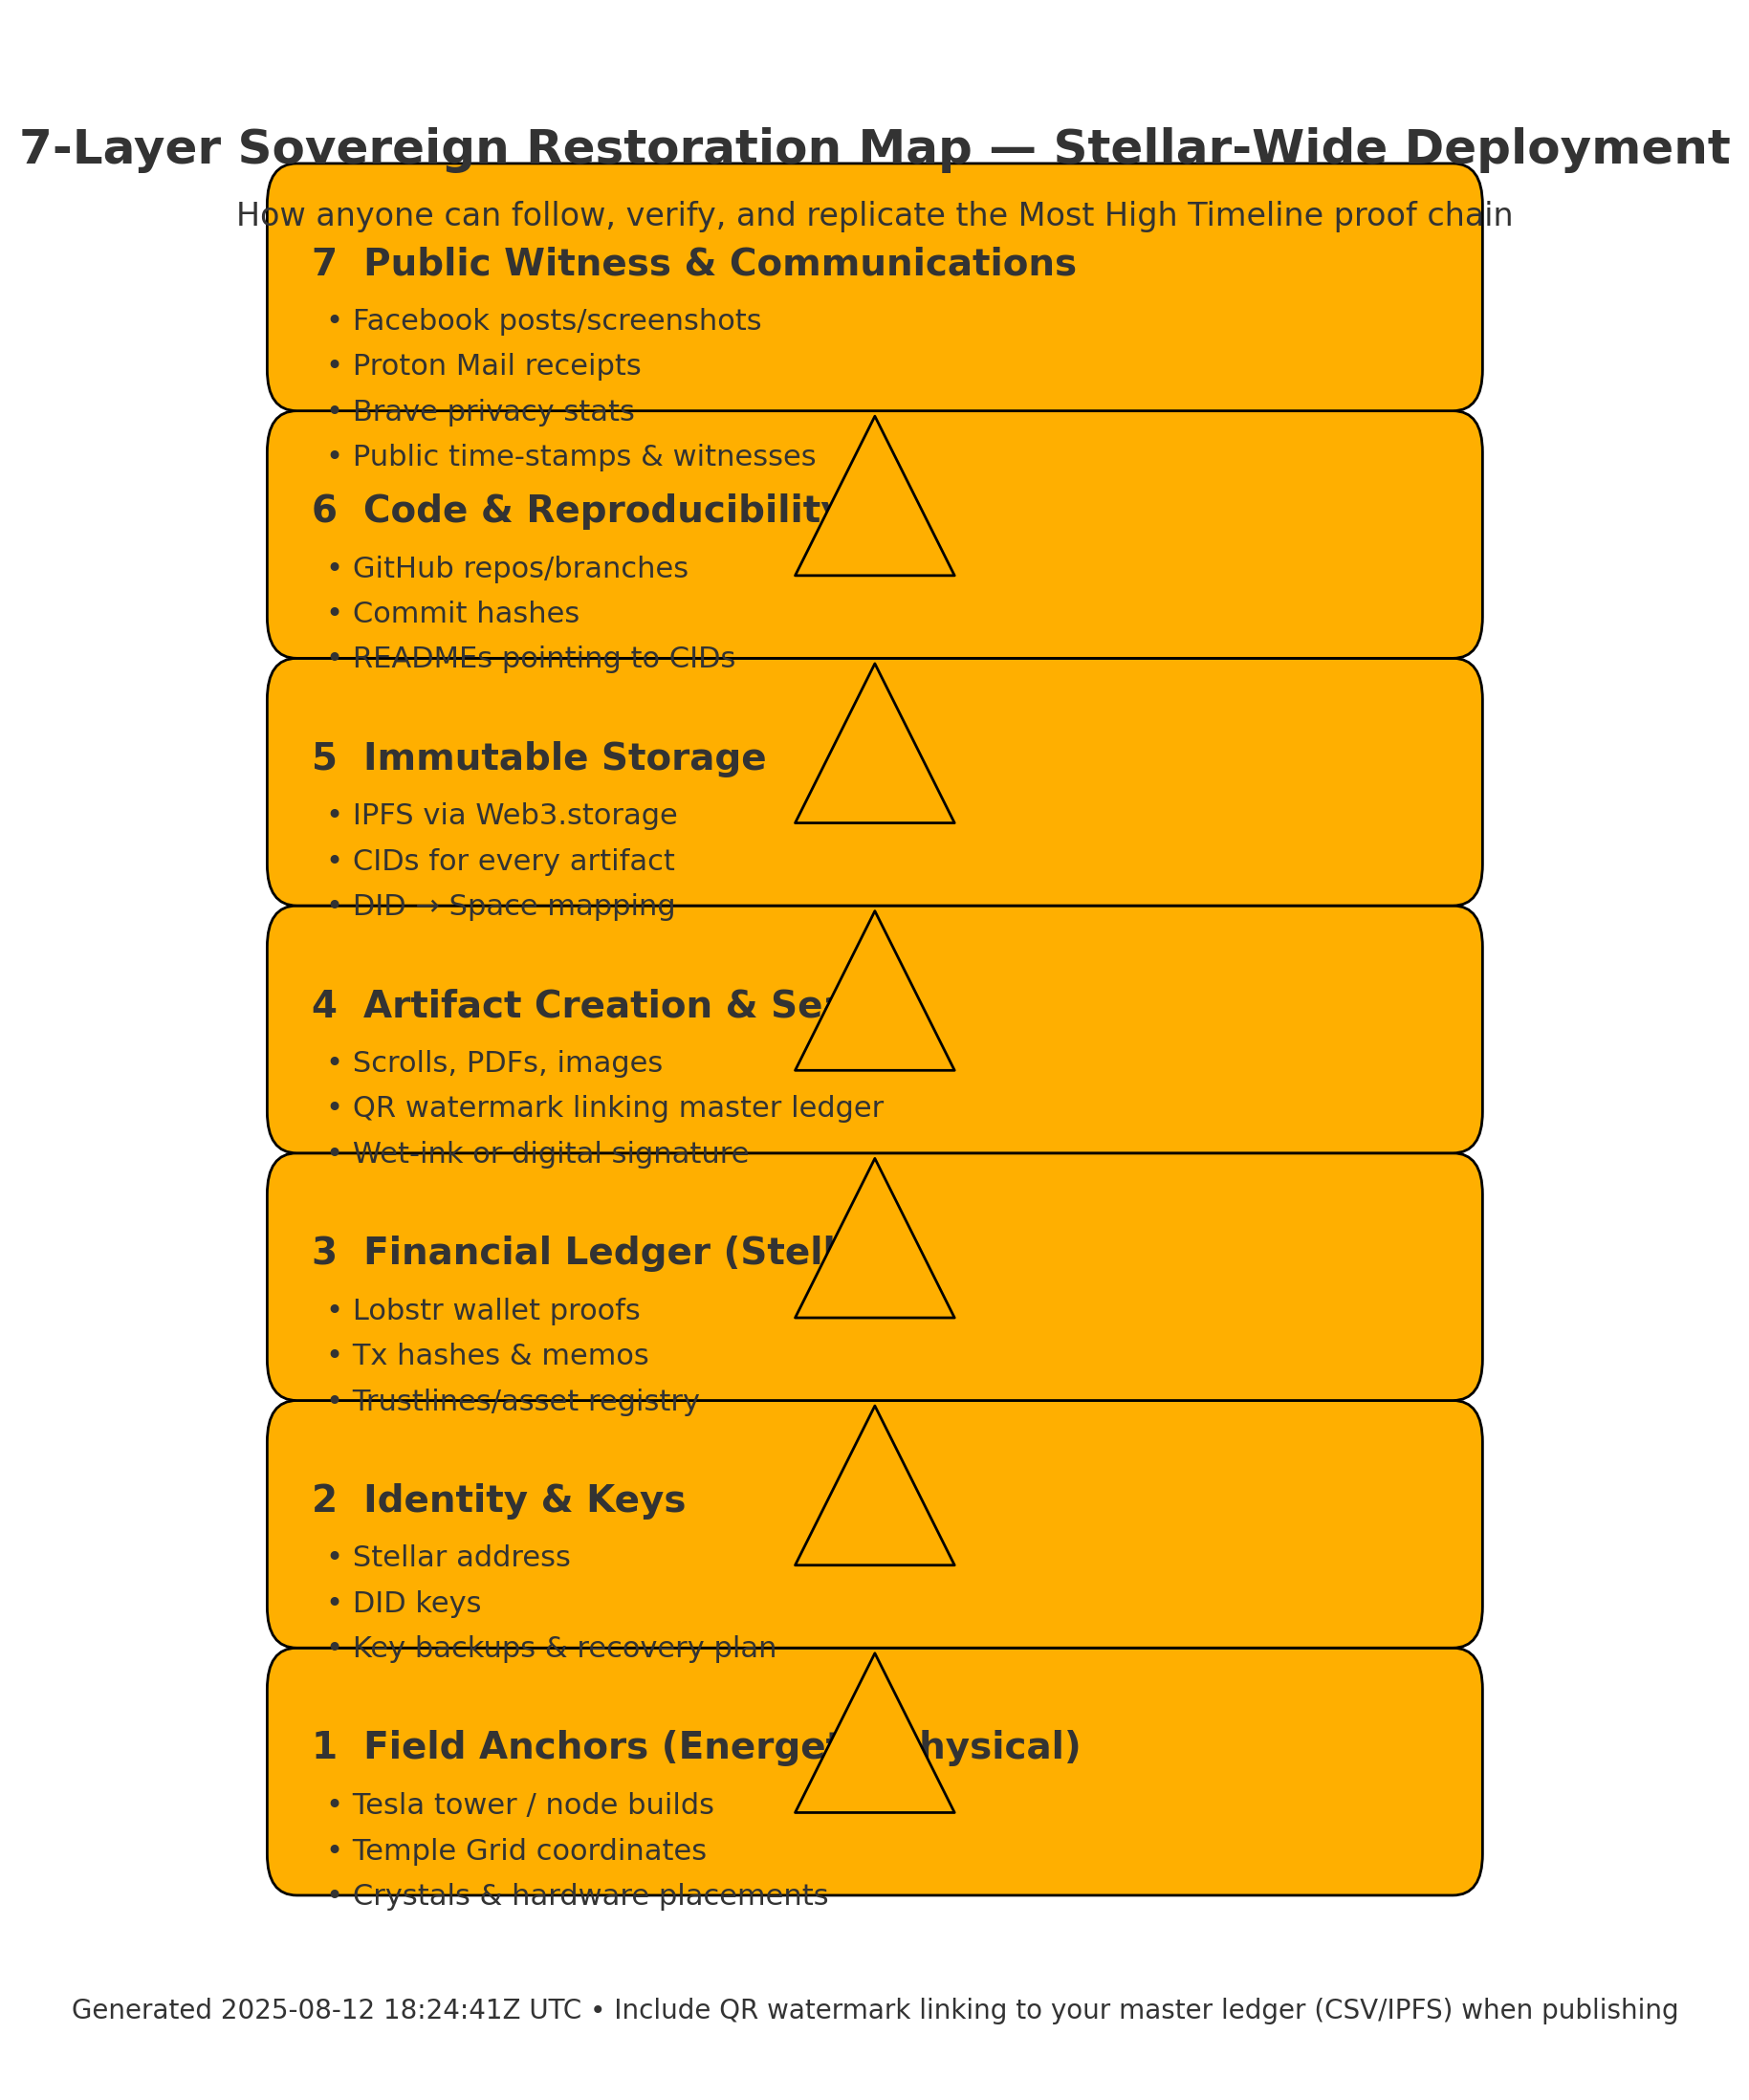 7-Layer Sovereign Restoration Map — Stellar-Wide Deployment
How anyone can follow, verify, and replicate the Most High Timeline proof chain
7 Public Witness & Communications
• Facebook posts/screenshots
• Proton Mail receipts
• Brave privacy stats
• Public time-stamps & witnesses
6 Code & Reproducibility
• GitHub repos/branches
• Commit hashes
• READMEs pointing to CIDs
5 Immutable Storage
• IPFS via Web3.storage
• CIDs for every artifact
• DID → Space mapping
4 Artifact Creation &
• Scrolls, PDFs, images
• QR watermark linking master ledger
• Wet-ink or digital signature
3 Financial Ledger
• Lobstr wallet proofs
• Tx hashes & memos
• Trustlines/asset registry
2 Identity & Keys
• Stellar address
• DID keys
• Key backups & recovery plan
1 Field Anchors
• Tesla tower / node builds
• Temple Grid coordinates
• Crystals & hardware placements
Generated 2025-08-12 18:24:41Z UTC • Include QR watermark linking to your master ledger (CSV/IPFS) when publishing